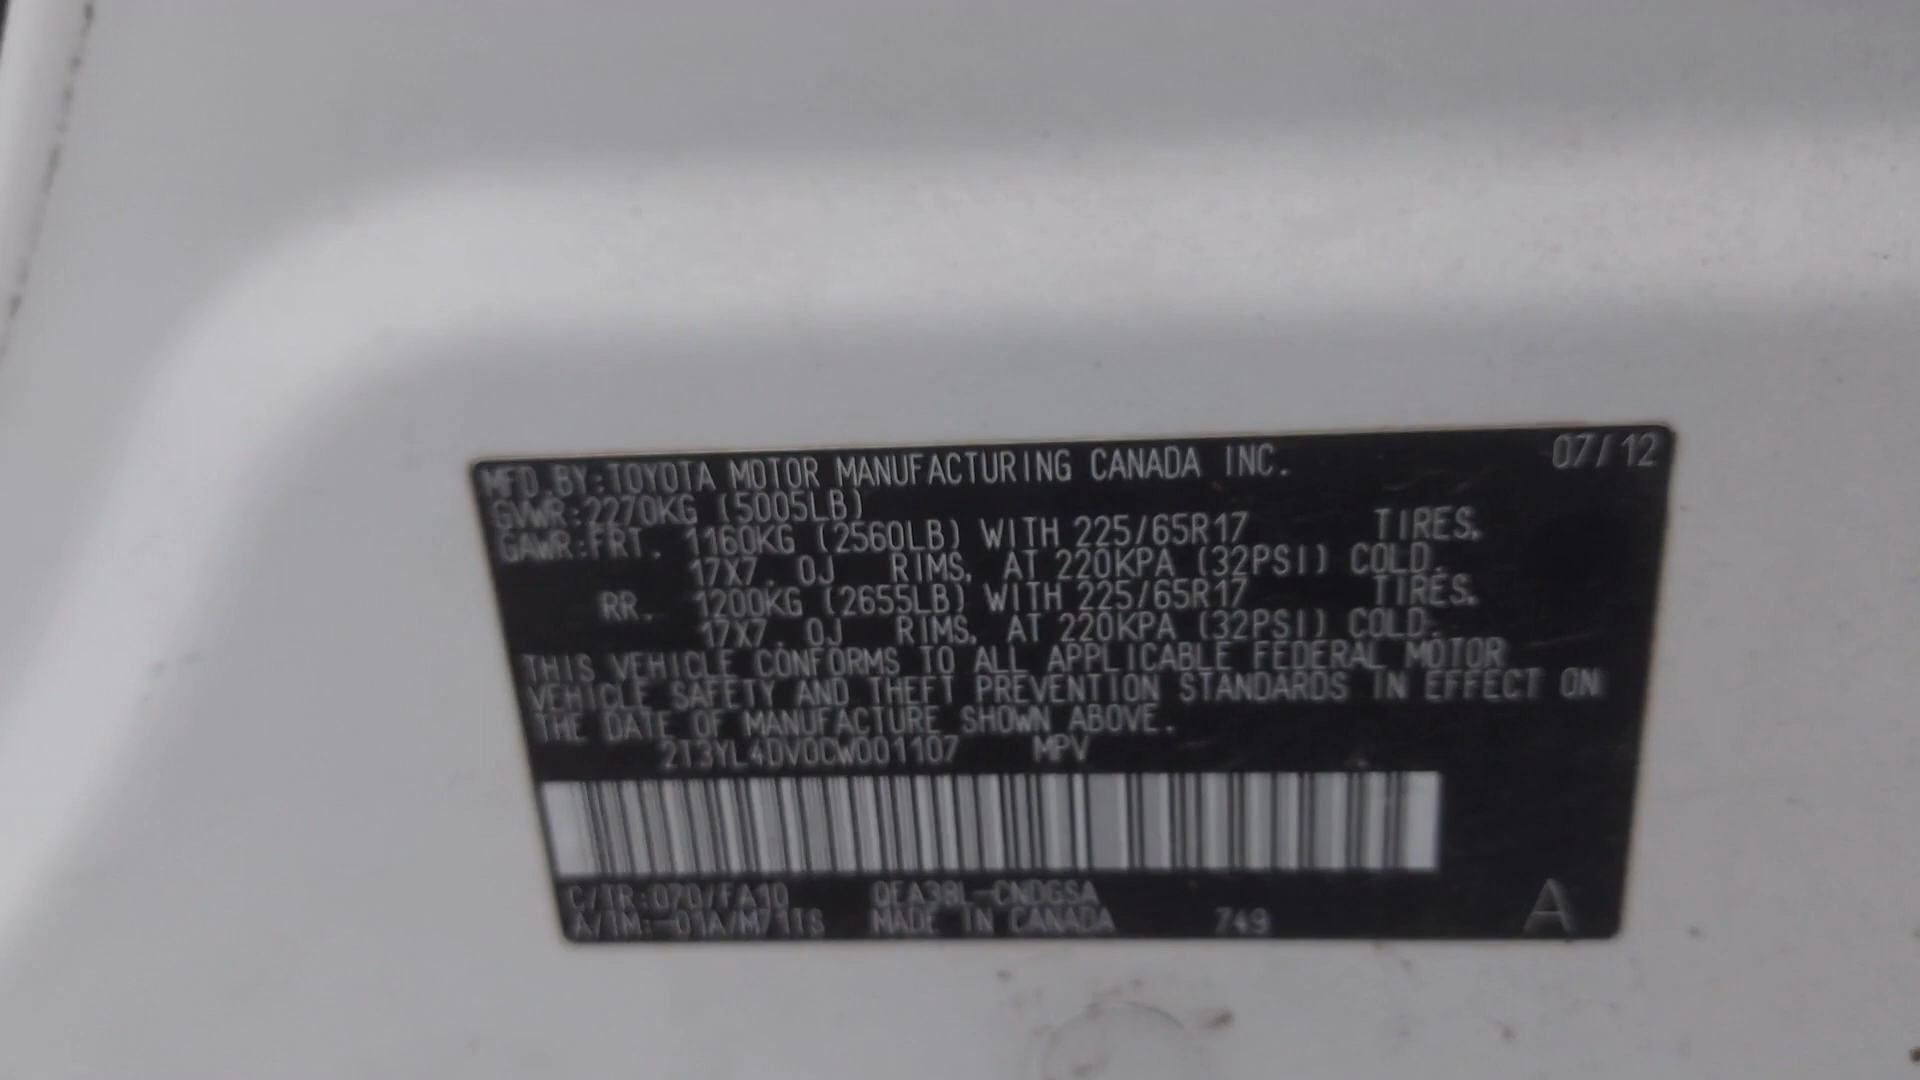 MFD.BY:TOYOTA MOTOR MANUFACTURING CANADA INC. 07/12
GVWR:2270KG (5005LB)
GAWR:FRT. 1160KG (2560LB) WITH 225/65R17 TIRES,
17X7.0J RIMS, AT 220KPA (32PSI) COLD.
RR. 1200KG (2655LB) WITH 225/65R17 TIRES,
17X7.0J RIMS, AT 220KPA (32PSI) COLD.
THIS VEHICLE CONFORMS TO ALL APPLICABLE FEDERAL MOTOR
VEHICLE SAFETY AND THEFT PREVENTION STANDARDS IN EFFECT ON
THE DATE OF MANUFACTURE SHOWN ABOVE.
2T3YL4DV0CW001107 MPV
C/TR:070/FA10
A/TM:-01A/M71TS MADE IN CANADA 749 A